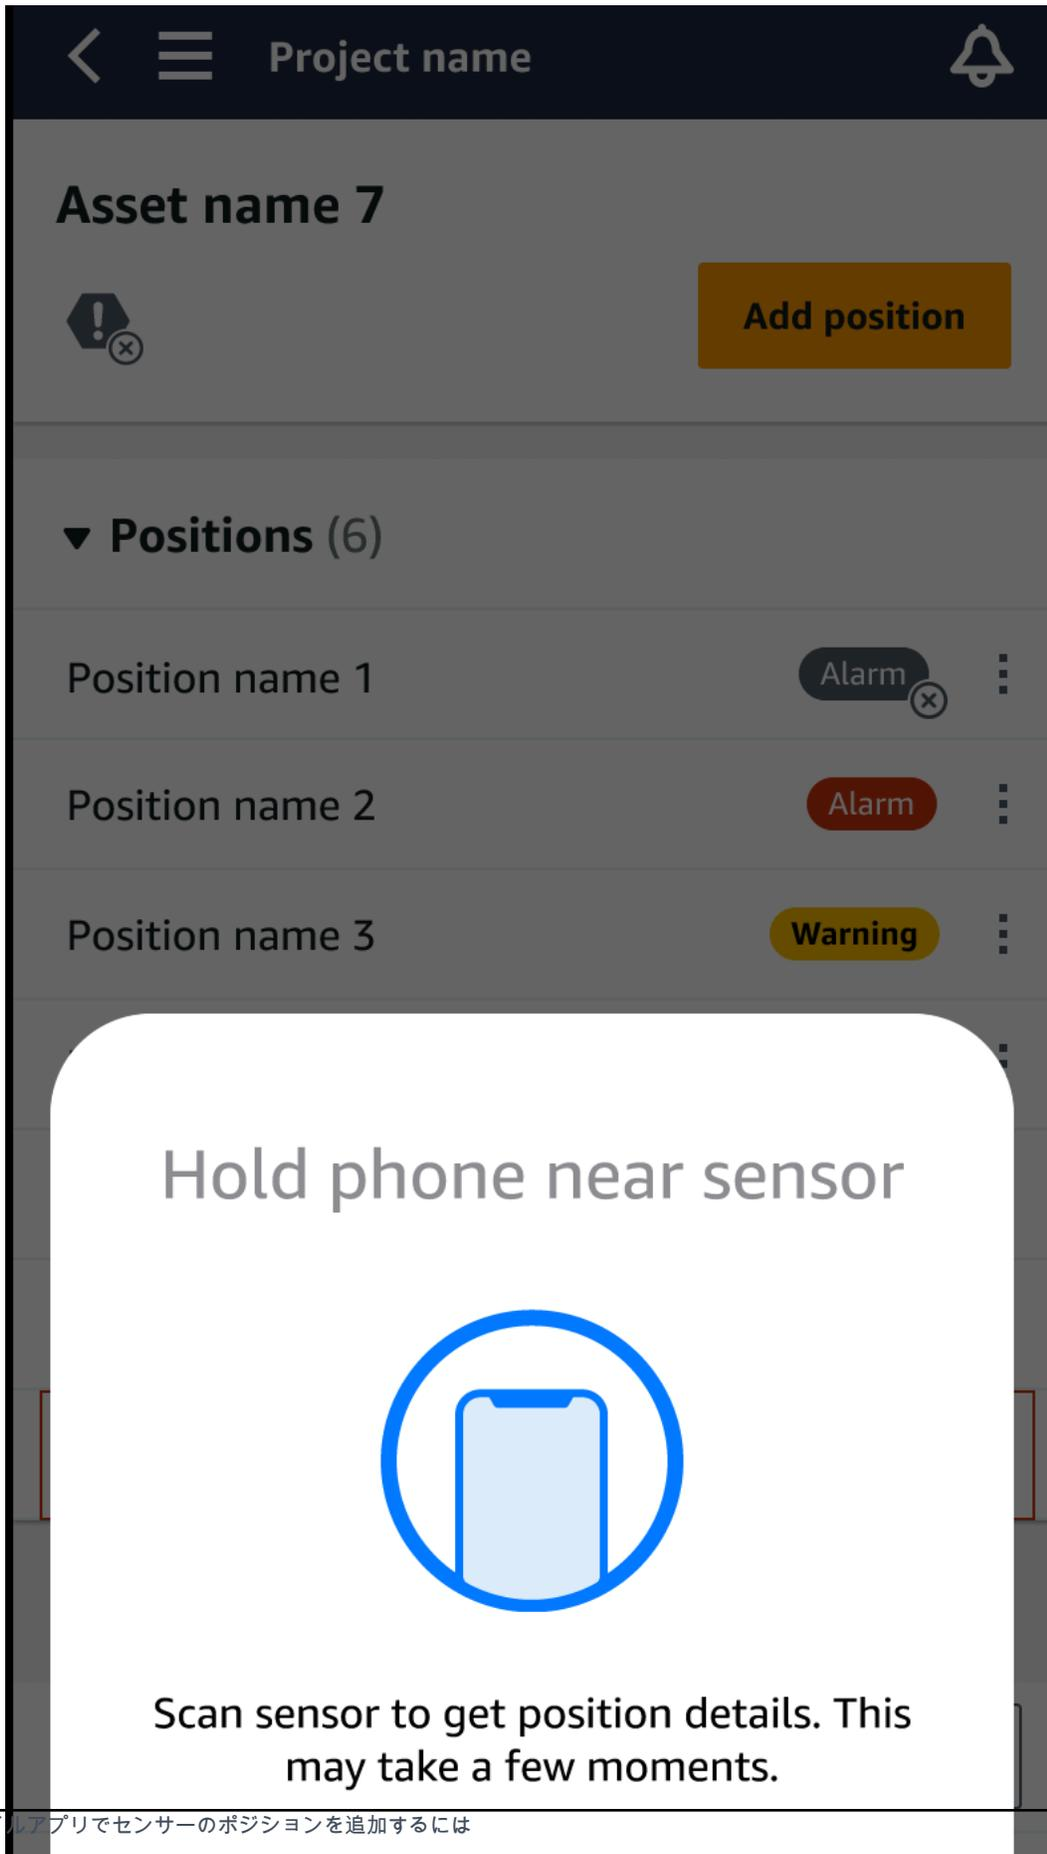 Project name
Asset name 7
Add position
Positions (6)
Position name 1
Alarm
Position name 2
Alarm
Position name 3
Warning
Hold phone near sensor
Scan sensor to get position details. This
may take a few moments.
ルアプリでセンサーのポジションを追加するには